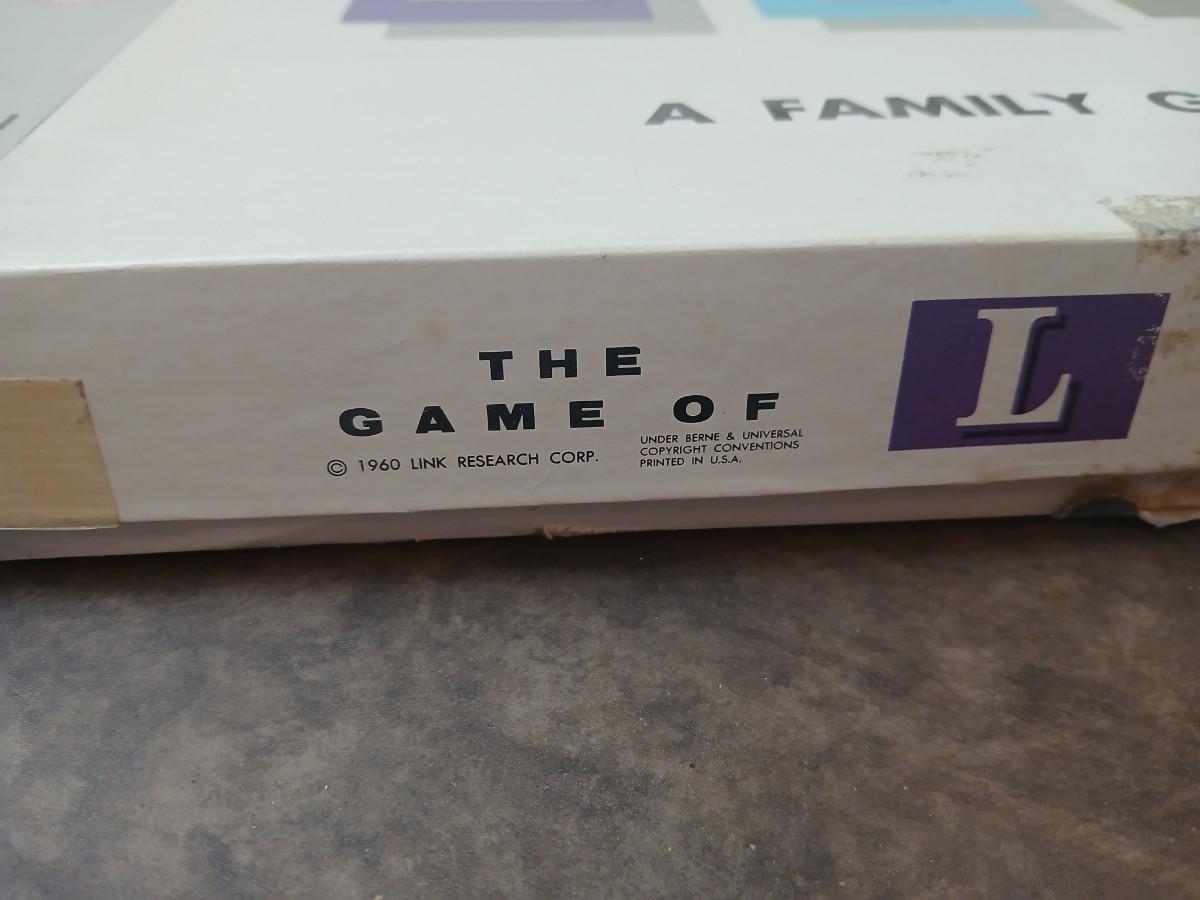 A FAMILY G
THE
GAME OF
L
© 1960 LINK RESEARCH CORP.
UNDER BERNE & UNIVERSAL
COPYRIGHT CONVENTIONS
PRINTED IN U.S.A.